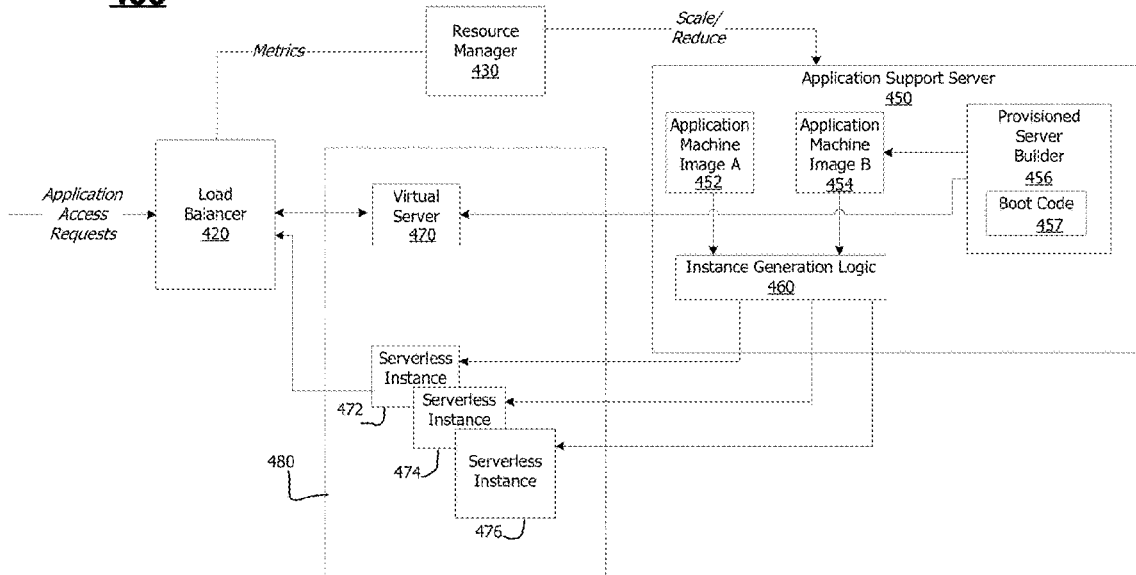 Resource
Manager
430
Scale/
Reduce
Metrics
Application Support Server
450
Application
Machine
Image A
452
Application
Machine
Image B
454
Provisioned
Server
Builder
456
Boot Code
457
Application
Access
Requests
Load
Balancer
420
Virtual
Server
470
Instance Generation Logic
460
Serverless
Instance
472
Serverless
Instance
474
Serverless
Instance
476
480